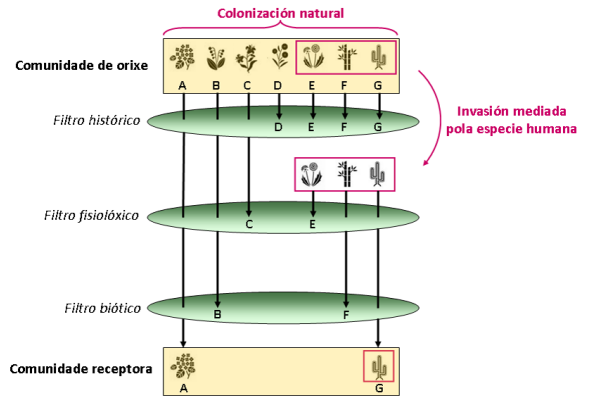 Colonización natural
Comunidade de orixe
A B C D E F G
Filtro histórico
D E F G
Invasión mediada
pola especie humana
Filtro fisiolóxico
C E
Filtro biótico
B F
Comunidade receptora
A G